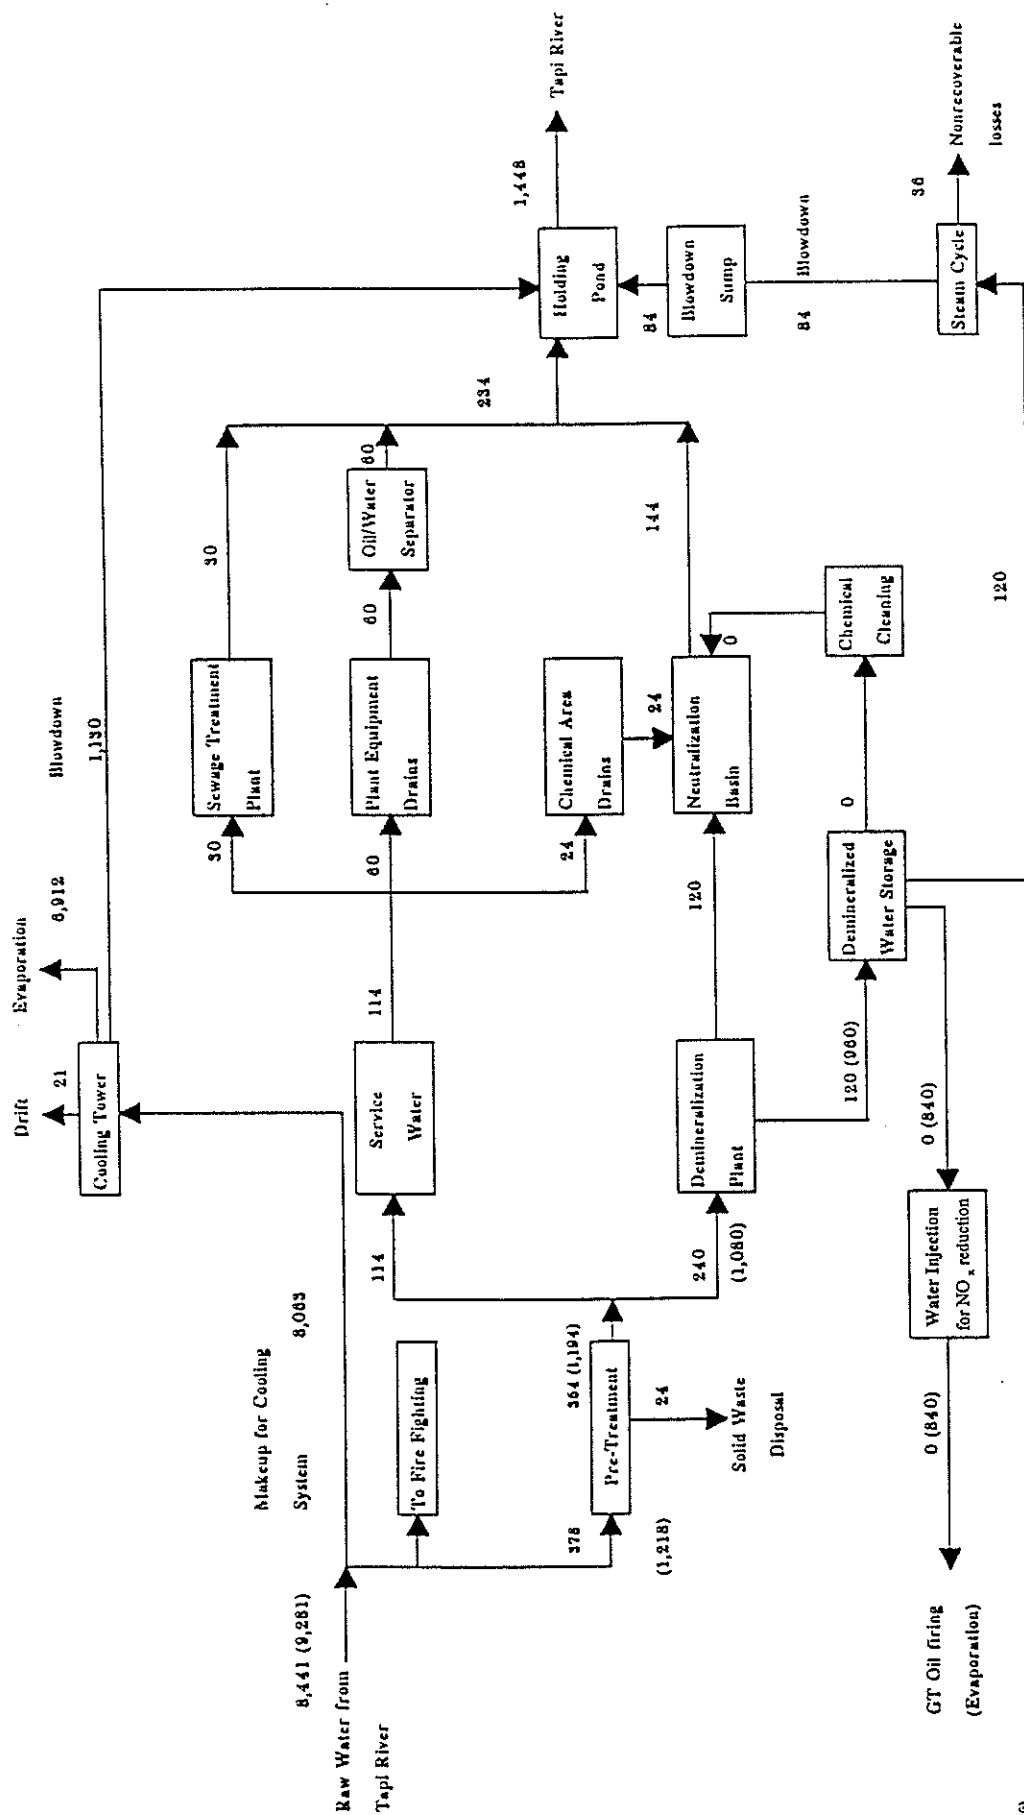 Raw Water from
Tapi River
8,441 (9,281)
Makeup for Cooling
System
8,063
Drift
21
Evaporation
6,912
Cooling Tower
Blowdown
1,130
To Fire Fighting
378
(1,218)
Pre-Treatment
354 (1,194)
24
Solid Waste
Disposal
114
Service
Water
114
240
(1,080)
Demineralization
Plant
30
Sewage Treatment
Plant
30
60
Plant Equipment
Drains
60
Oil/Water
Separator
60
24
Chemical Area
Drains
24
120
Neutralization
Basin
0
144
234
Holding
Pond
1,448
Tapi River
84
Blowdown
Sump
84
Blowdown
Steam Cycle
36
Nonrecoverable
losses
120 (960)
Demineralized
Water Storage
0
Chemical
Cleaning
120
0 (840)
Water Injection
for NOx reduction
0 (840)
GT Oil firing
(Evaporation)